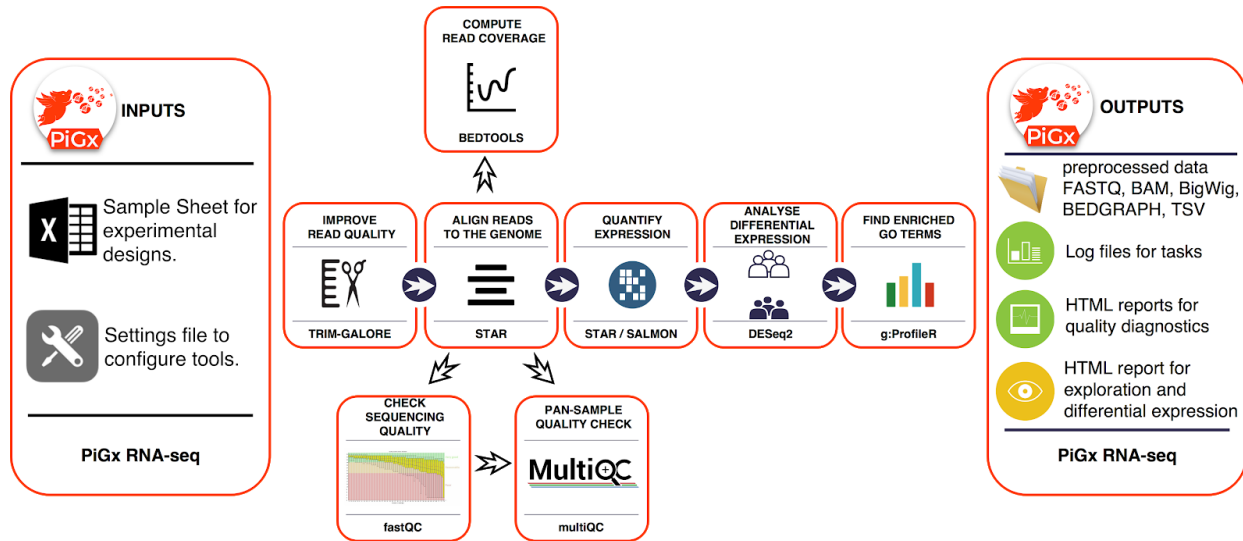 PiGx
INPUTS
X
Sample Sheet for
experimental
designs.
Settings file to
configure tools.
PiGx RNA-seq
COMPUTE
READ COVERAGE
BEDTOOLS
IMPROVE
READ QUALITY
TRIM-GALORE
ALIGN READS
TO THE GENOME
STAR
QUANTIFY
EXPRESSION
STAR / SALMON
ANALYSE
DIFFERENTIAL
EXPRESSION
DESeq2
FIND ENRICHED
GO TERMS
g:ProfileR
CHECK
SEQUENCING
QUALITY
fastQC
PAN-SAMPLE
QUALITY CHECK
MultiQC
multiQC
PiGx
OUTPUTS
preprocessed data
FASTQ, BAM, BigWig,
BEDGRAPH, TSV
Log files for tasks
HTML reports for
quality diagnostics
HTML report for
exploration and
differential expression
PiGx RNA-seq